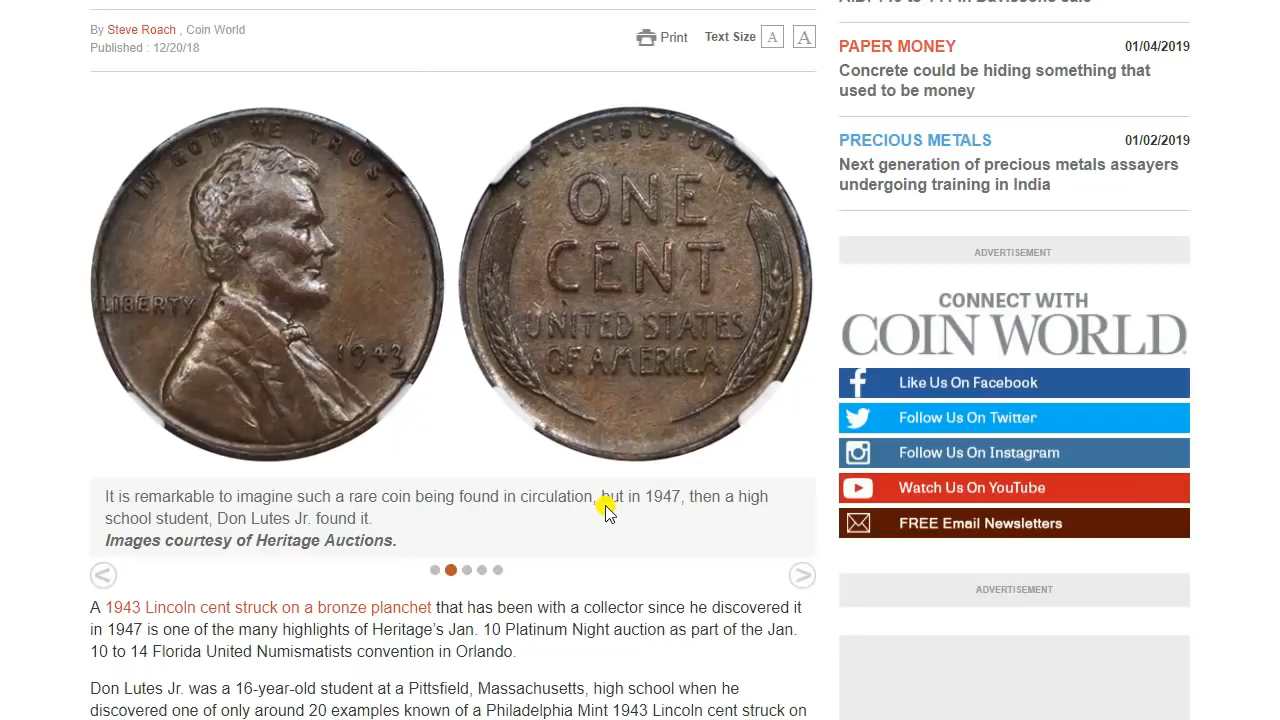 By Steve Roach , Coin World
Published : 12/20/18
Print
Text Size A A
IN GOD WE TRUST
LIBERTY
1943
E·PLURIBUS·UNUM
ONE
CENT
UNITED STATES
OF AMERICA
It is remarkable to imagine such a rare coin being found in circulation, but in 1947, then a high
school student, Don Lutes Jr. found it.
Images courtesy of Heritage Auctions.
< >
A 1943 Lincoln cent struck on a bronze planchet that has been with a collector since he discovered it
in 1947 is one of the many highlights of Heritage’s Jan. 10 Platinum Night auction as part of the Jan.
10 to 14 Florida United Numismatists convention in Orlando.
Don Lutes Jr. was a 16-year-old student at a Pittsfield, Massachusetts, high school when he
discovered one of only around 20 examples known of a Philadelphia Mint 1943 Lincoln cent struck on
PAPER MONEY 01/04/2019
Concrete could be hiding something that
used to be money
PRECIOUS METALS 01/02/2019
Next generation of precious metals assayers
undergoing training in India
ADVERTISEMENT
CONNECT WITH
COIN WORLD
Like Us On Facebook
Follow Us On Twitter
Follow Us On Instagram
Watch Us On YouTube
FREE Email Newsletters
ADVERTISEMENT